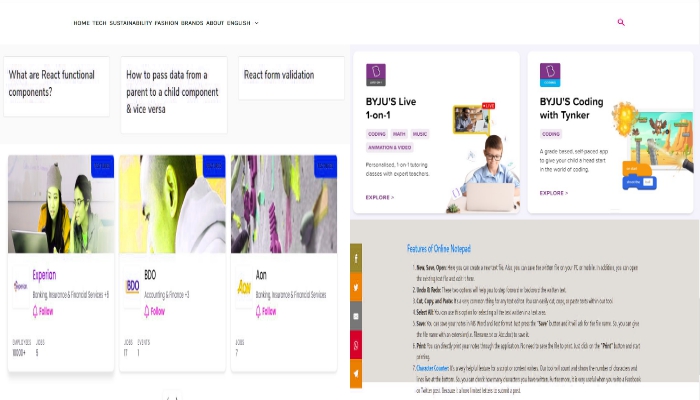 HOME TECH SUSTAINABILITY FASHION BRANDS ABOUT ENGLISH
What are React functional
components?
How to pass data from a
parent to a child component
& vice versa
React form validation
Experian
Banking, Insurance & Financial Services +6
Follow
EMPLOYEES JOBS
10000+ 5
BDO
BDO
Accounting & Finance +3
Follow
JOBS EVENTS
17 1
Aon
Aon
Banking, Insurance & Financial Services
Follow
JOBS
7
BYJU'S Live
1-on-1
CODING MATH MUSIC
ANIMATION & VIDEO
Personalised, 1-on-1 tutoring
classes with expert teachers.
EXPLORE >
LIVE
BYJU'S Coding
with Tynker
CODING
A grade based, self-paced app
to give your child a head start
in the world of coding.
EXPLORE >
Features of Online Notepad
1. New, Save, Open: Here you can create a new text file. Also, you can save the written file on your PC or mobile. In addition, you can open
the existing text file and edit it here.
2. Undo & Redo: These two options will help you to step forward or backward the written text.
3. Cut, Copy, and Paste: It's a very common thing for any text editor. You can easily cut, copy, or paste texts within our tool.
4. Select All: You can use this option for selecting all the text written in a text area.
5. Save: You can save your notes in MS Word and text format. Just press the "Save" button and it will ask for the file name. So, you can give
the file name with an extension (i.e. filename.txt or .doc) to save it.
6. Print: You can directly print your notes through the application. No need to save the file to print. Just click on the "Print" button and start
printing.
7. Character Counter: It's a very helpful feature for a script or content writers. Our tool will count and show the number of characters and
lines live at the bottom. So, you can check how many characters you have written. Furthermore, it is very useful when you write a Facebook
or Twitter post. Because it allows limited letters to submit a post.